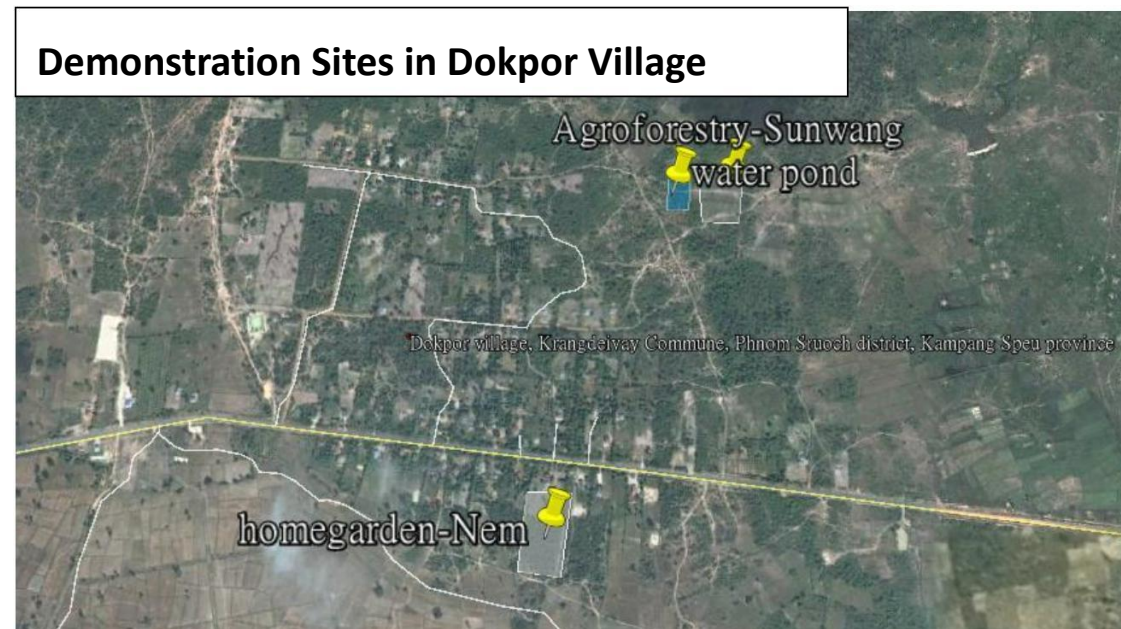 Demonstration Sites in Dokpor Village
Agroforestry-Sunwang
water pond
Dokpor village, Krangdeivay Commune, Phnom Sruoch district, Kampang Speu province
homegarden-Nem